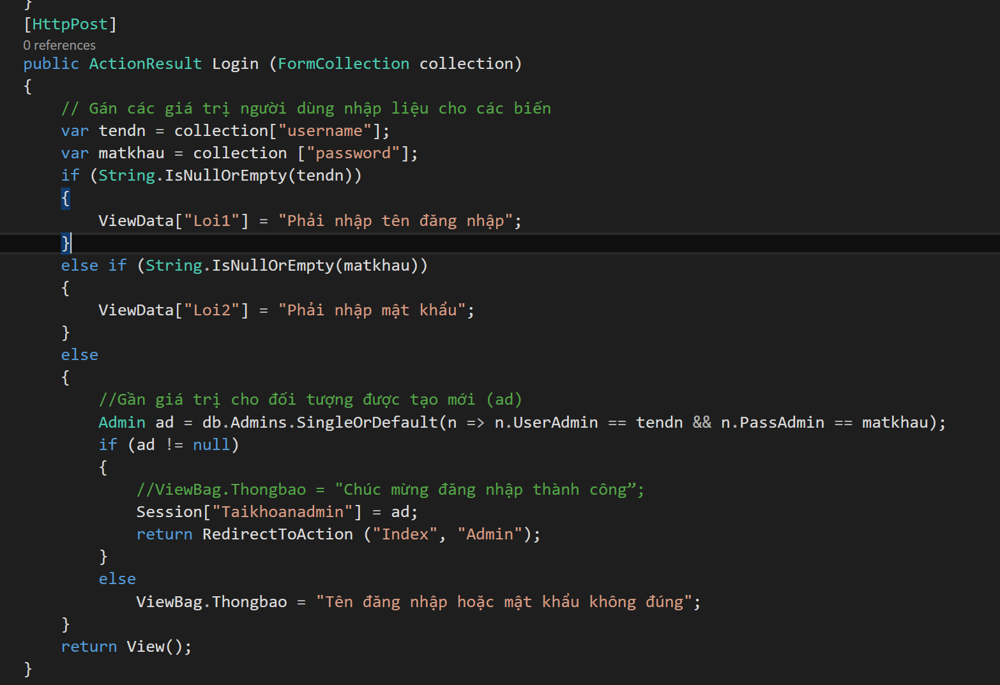 }
[HttpPost]
0 references
public ActionResult Login (FormCollection collection)
{
// Gán các giá trị người dùng nhập liệu cho các biến
var tendn = collection["username"];
var matkhau = collection ["password"];
if (String.IsNullOrEmpty(tendn))
{
ViewData["Loi1"] = "Phải nhập tên đăng nhập";
}
else if (String.IsNullOrEmpty(matkhau))
{
ViewData["Loi2"] = "Phải nhập mật khẩu";
}
else
{
//Gần giá trị cho đối tượng được tạo mới (ad)
Admin ad = db.Admins.SingleOrDefault(n => n.UserAdmin == tendn && n.PassAdmin == matkhau);
if (ad != null)
{
//ViewBag.Thongbao = "Chúc mừng đăng nhập thành công”;
Session["Taikhoanadmin"] = ad;
return RedirectToAction ("Index", "Admin");
}
else
ViewBag.Thongbao = "Tên đăng nhập hoặc mật khẩu không đúng";
}
return View();
}